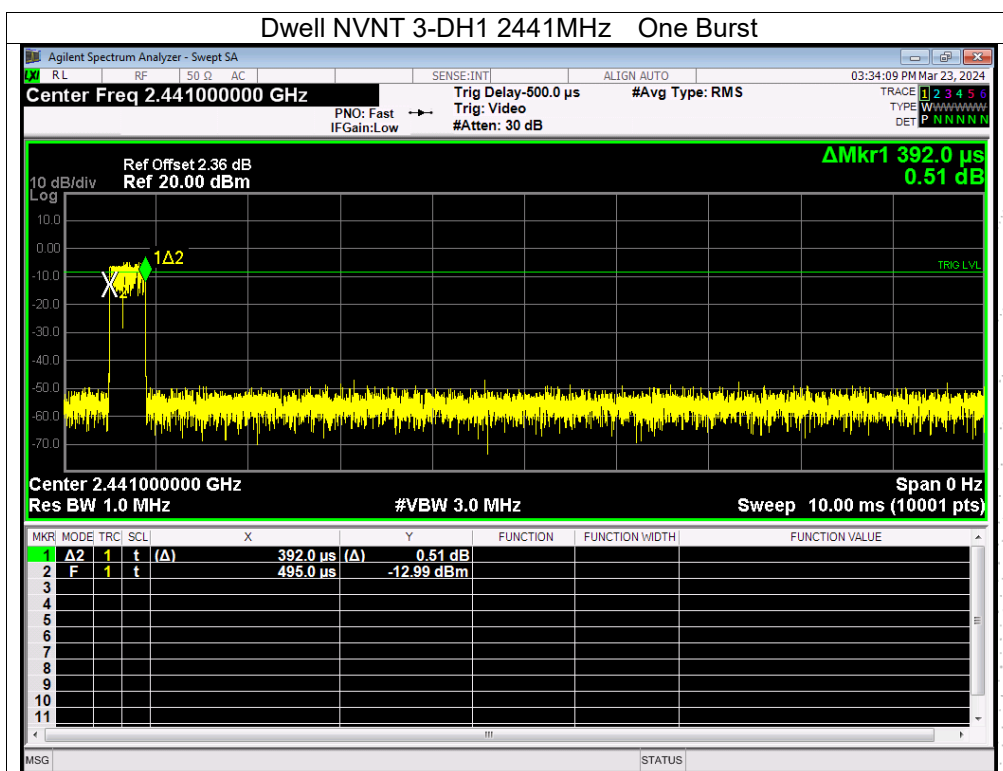 Dwell NVNT 3-DH1 2441MHz One Burst
Agilent Spectrum Analyzer - Swept SA
RL RF 50 Ω AC SENSE:INT ALIGN AUTO 03:34:09 PM Mar 23, 2024
Center Freq 2.441000000 GHz
PNO: Fast
IFGain:Low
Trig Delay-500.0 µs
Trig: Video
#Atten: 30 dB
#Avg Type: RMS
TRACE 1 2 3 4 5 6
TYPE WWWWWW
DET P N N N N N
ΔMkr1 392.0 µs
0.51 dB
Ref Offset 2.36 dB
10 dB/div Ref 20.00 dBm
Log
10.0
0.00
-10.0
-20.0
-30.0
-40.0
-50.0
-60.0
-70.0
1Δ2
X2
TRIG LVL
Center 2.441000000 GHz Span 0 Hz
Res BW 1.0 MHz #VBW 3.0 MHz Sweep 10.00 ms (10001 pts)
MKR MODE TRC SCL X Y FUNCTION FUNCTION WIDTH FUNCTION VALUE
1 Δ2 1 t (Δ) 392.0 µs (Δ) 0.51 dB
2 F 1 t 495.0 µs -12.99 dBm
3
4
5
6
7
8
9
10
11
MSG STATUS